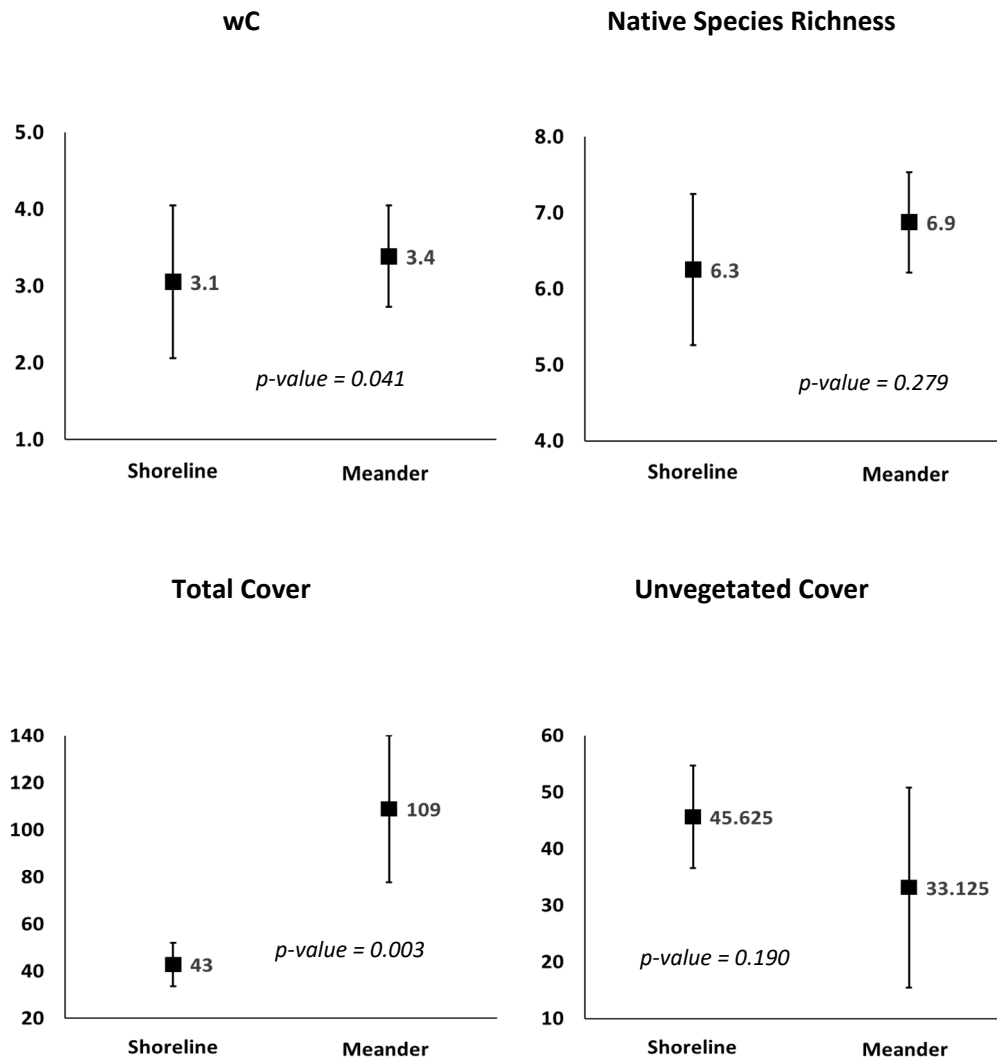 wC
5.0
4.0
3.0
2.0
1.0
3.1
3.4
p-value = 0.041
Shoreline
Meander
Native Species Richness
8.0
7.0
6.0
5.0
4.0
6.3
6.9
p-value = 0.279
Shoreline
Meander
Total Cover
140
120
100
80
60
40
20
43
109
p-value = 0.003
Shoreline
Meander
Unvegetated Cover
60
50
40
30
20
10
45.625
33.125
p-value = 0.190
Shoreline
Meander